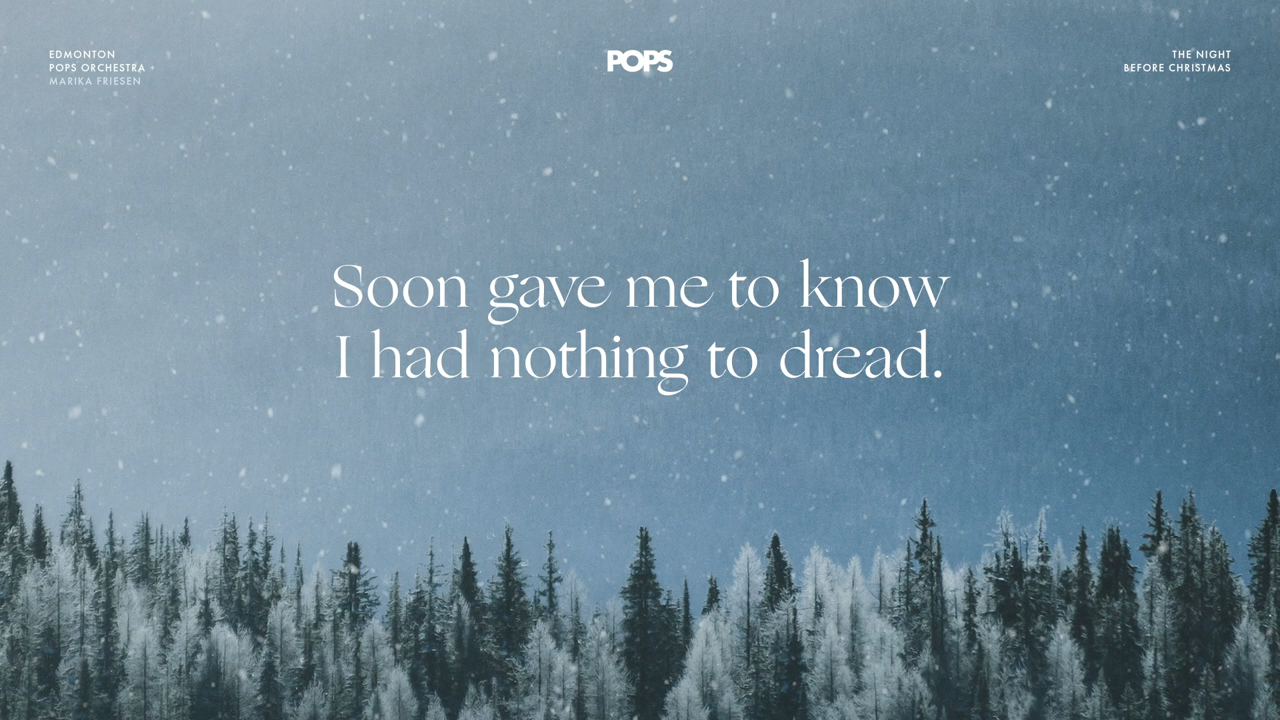 EDMONTON
POPS ORCHESTRA +
MARIKA FRIESEN
POPS
THE NIGHT
BEFORE CHRISTMAS
Soon gave me to know
I had nothing to dread.